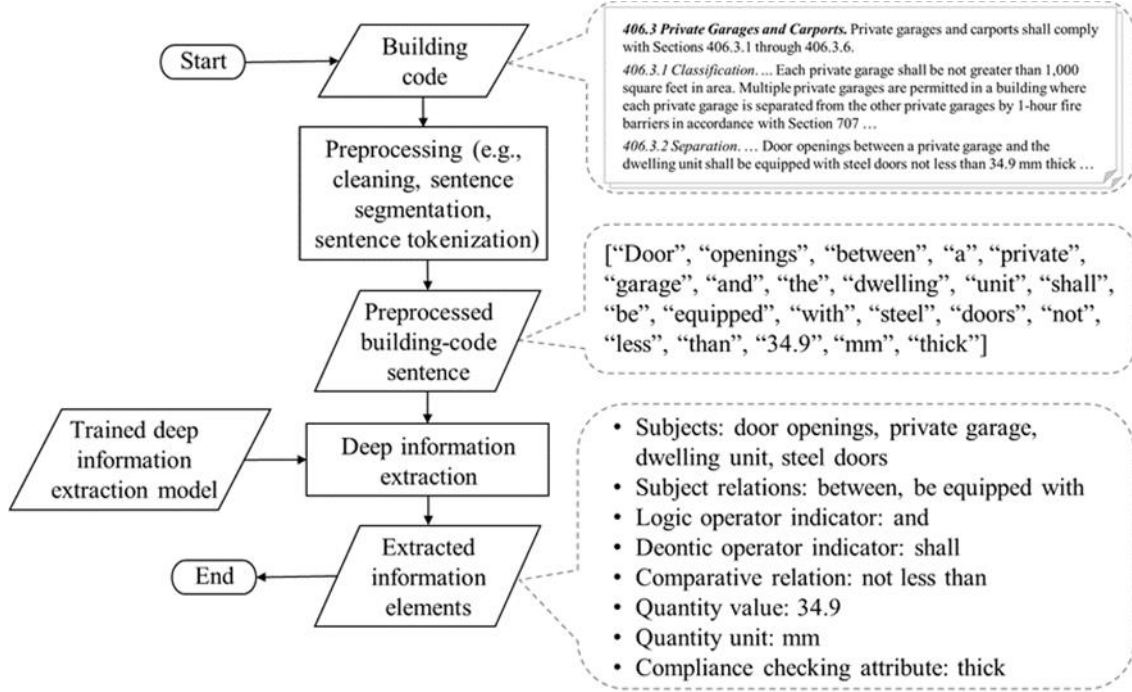 Start
Building
code
406.3 Private Garages and Carports. Private garages and carports shall comply
with Sections 406.3.1 through 406.3.6.
406.3.1 Classification. … Each private garage shall be not greater than 1,000
square feet in area. Multiple private garages are permitted in a building where
each private garage is separated from the other private garages by 1-hour fire
barriers in accordance with Section 707 …
406.3.2 Separation. … Door openings between a private garage and the
dwelling unit shall be equipped with steel doors not less than 34.9 mm thick …
Preprocessing (e.g.,
cleaning, sentence
segmentation,
sentence tokenization)
Preprocessed
building-code
sentence
[“Door”, “openings”, “between”, “a”, “private”,
“garage”, “and”, “the”, “dwelling”, “unit”, “shall”,
“be”, “equipped”, “with”, “steel”, “doors”, “not”,
“less”, “than”, “34.9”, “mm”, “thick”]
Trained deep
information
extraction model
Deep information
extraction
Extracted
information
elements
End
• Subjects: door openings, private garage,
dwelling unit, steel doors
• Subject relations: between, be equipped with
• Logic operator indicator: and
• Deontic operator indicator: shall
• Comparative relation: not less than
• Quantity value: 34.9
• Quantity unit: mm
• Compliance checking attribute: thick